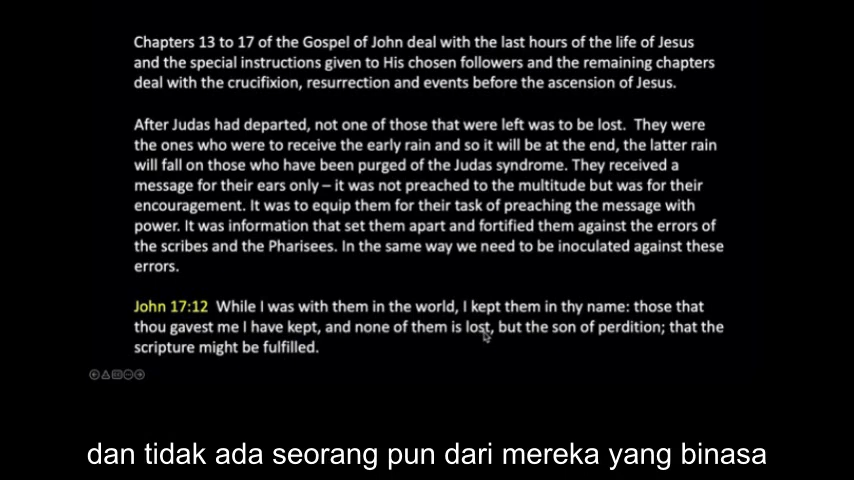 Chapters 13 to 17 of the Gospel of John deal with the last hours of the life of Jesus
and the special instructions given to His chosen followers and the remaining chapters
deal with the crucifixion, resurrection and events before the ascension of Jesus.
After Judas had departed, not one of those that were left was to be lost.  They were
the ones who were to receive the early rain and so it will be at the end, the latter rain
will fall on those who have been purged of the Judas syndrome. They received a
message for their ears only – it was not preached to the multitude but was for their
encouragement. It was to equip them for their task of preaching the message with
power. It was information that set them apart and fortified them against the errors of
the scribes and the Pharisees. In the same way we need to be inoculated against these
errors.
John 17:12  While I was with them in the world, I kept them in thy name: those that
thou gavest me I have kept, and none of them is lost, but the son of perdition; that the
scripture might be fulfilled.
dan tidak ada seorang pun dari mereka yang binasa